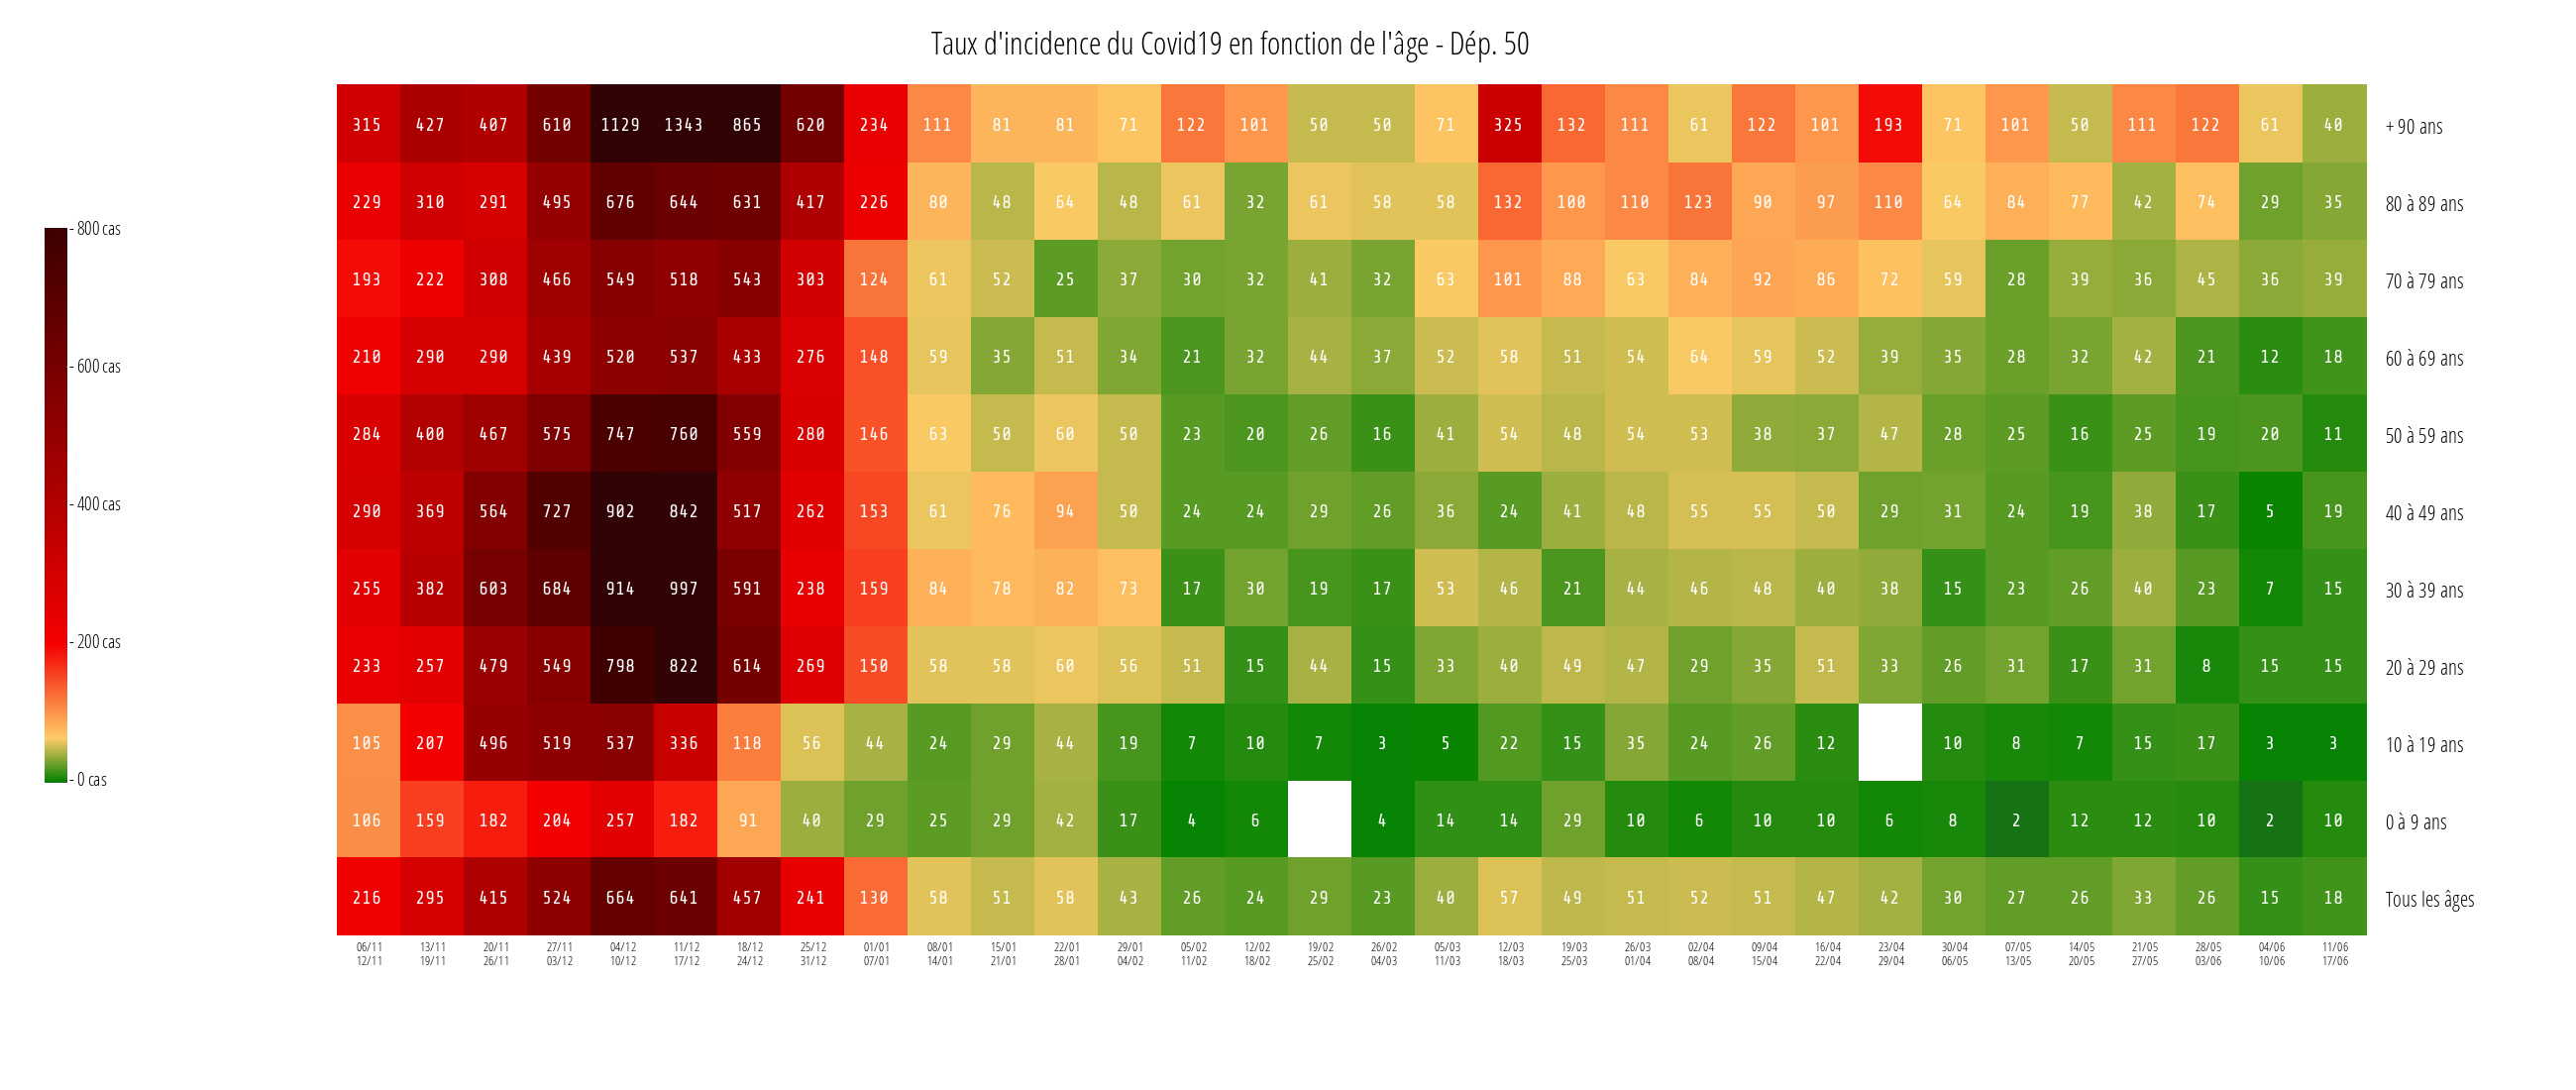 Taux d'incidence du Covid19 en fonction de l'âge - Dép. 50
- 800 cas
- 600 cas
- 400 cas
- 200 cas
- 0 cas
315 427 407 610 1129 1343 865 620 234 111 81 81 71 122 101 50 50 71 325 132 111 61 122 101 193 71 101 50 111 122 61 40 + 90 ans
229 310 291 495 676 644 631 417 226 80 48 64 48 61 32 61 58 58 132 100 110 123 90 97 110 64 84 77 42 74 29 35 80 à 89 ans
193 222 308 466 549 518 543 303 124 61 52 25 37 30 32 41 32 63 101 88 63 84 92 86 72 59 28 39 36 45 36 39 70 à 79 ans
210 290 290 439 520 537 433 276 148 59 35 51 34 21 32 44 37 52 58 51 54 64 59 52 39 35 28 32 42 21 12 18 60 à 69 ans
284 400 467 575 747 760 559 280 146 63 50 60 50 23 20 26 16 41 54 48 54 53 38 37 47 28 25 16 25 19 20 11 50 à 59 ans
290 369 564 727 902 842 517 262 153 61 76 94 50 24 24 29 26 36 24 41 48 55 55 50 29 31 24 19 38 17 5 19 40 à 49 ans
255 382 603 684 914 997 591 238 159 84 78 82 73 17 30 19 17 53 46 21 44 46 48 40 38 15 23 26 40 23 7 15 30 à 39 ans
233 257 479 549 798 822 614 269 150 58 58 60 56 51 15 44 15 33 40 49 47 29 35 51 33 26 31 17 31 8 15 15 20 à 29 ans
105 207 496 519 537 336 118 56 44 24 29 44 19 7 10 7 3 5 22 15 35 24 26 12 10 8 7 15 17 3 3 10 à 19 ans
106 159 182 204 257 182 91 40 29 25 29 42 17 4 6 4 14 14 29 10 6 10 10 6 8 2 12 12 10 2 10 0 à 9 ans
216 295 415 524 664 641 457 241 130 58 51 58 43 26 24 29 23 40 57 49 51 52 51 47 42 30 27 26 33 26 15 18 Tous les âges
06/11 13/11 20/11 27/11 04/12 11/12 18/12 25/12 01/01 08/01 15/01 22/01 29/01 05/02 12/02 19/02 26/02 05/03 12/03 19/03 26/03 02/04 09/04 16/04 23/04 30/04 07/05 14/05 21/05 28/05 04/06 11/06
12/11 19/11 26/11 03/12 10/12 17/12 24/12 31/12 07/01 14/01 21/01 28/01 04/02 11/02 18/02 25/02 04/03 11/03 18/03 25/03 01/04 08/04 15/04 22/04 29/04 06/05 13/05 20/05 27/05 03/06 10/06 17/06